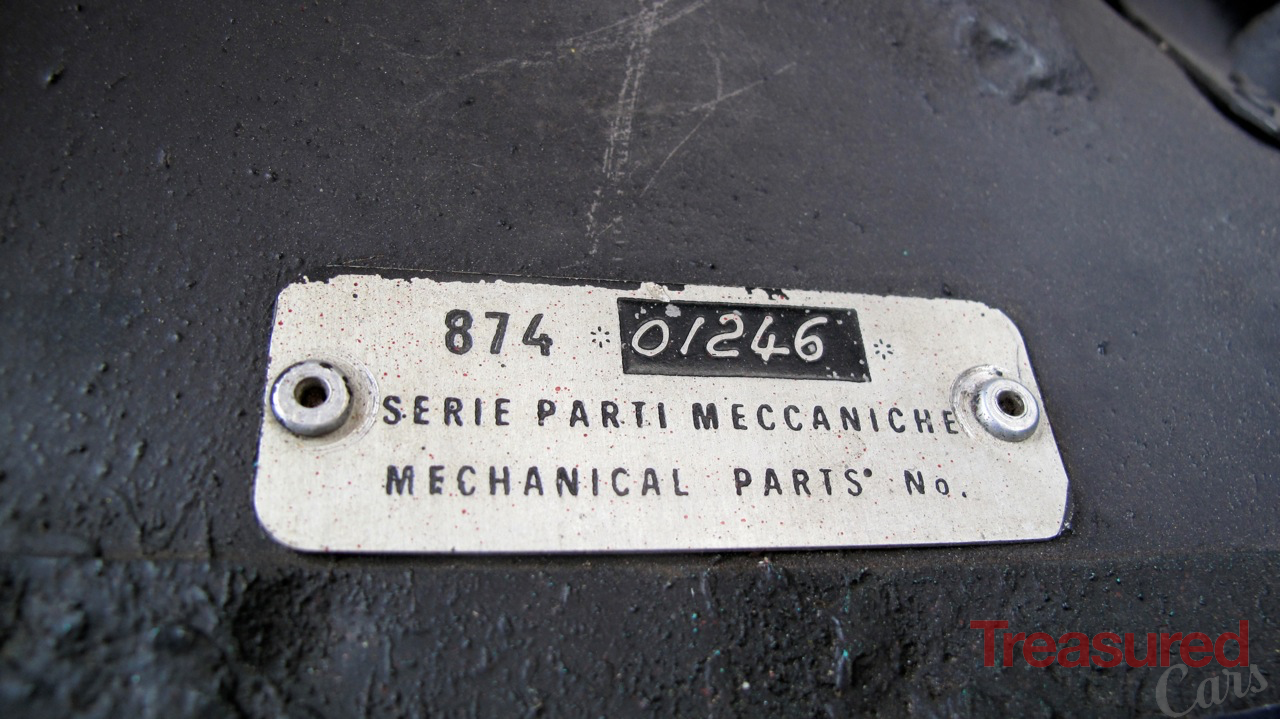 874 * 01246 *
SERIE PARTI MECCANICHE
MECHANICAL PARTS No.
Treasured
Cars